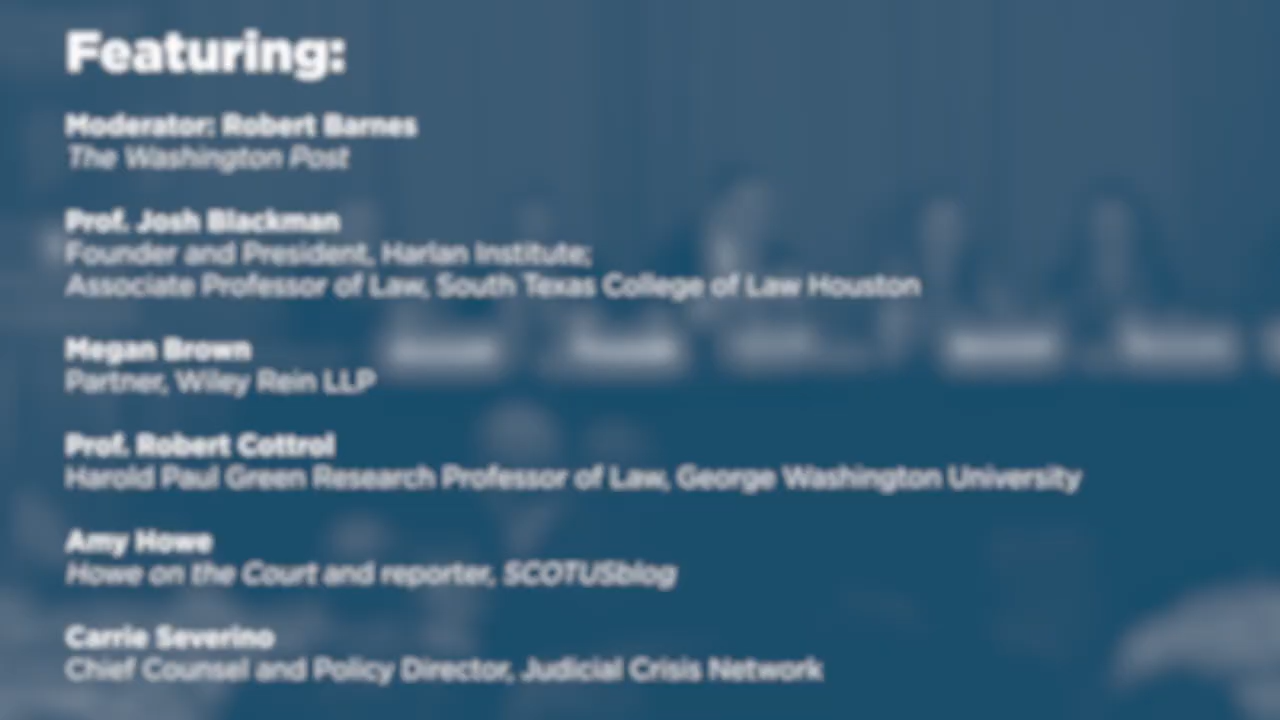 Featuring:
Moderator: Robert Barnes
The Washington Post
Prof. Josh Blackman
Founder and President, Harlan Institute;
Associate Professor of Law, South Texas College of Law Houston
Megan Brown
Partner, Wiley Rein LLP
Prof. Robert Cottrol
Harold Paul Green Research Professor of Law, George Washington University
Amy Howe
Howe on the Court and reporter, SCOTUSblog
Carrie Severino
Chief Counsel and Policy Director, Judicial Crisis Network